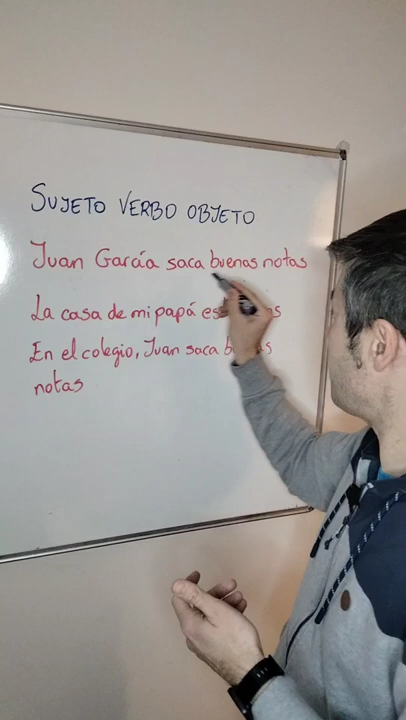 SUJETO VERBO OBJETO
Juan García saca buenas notas
La casa de mi papá es
En el colegio, Juan saca
notas